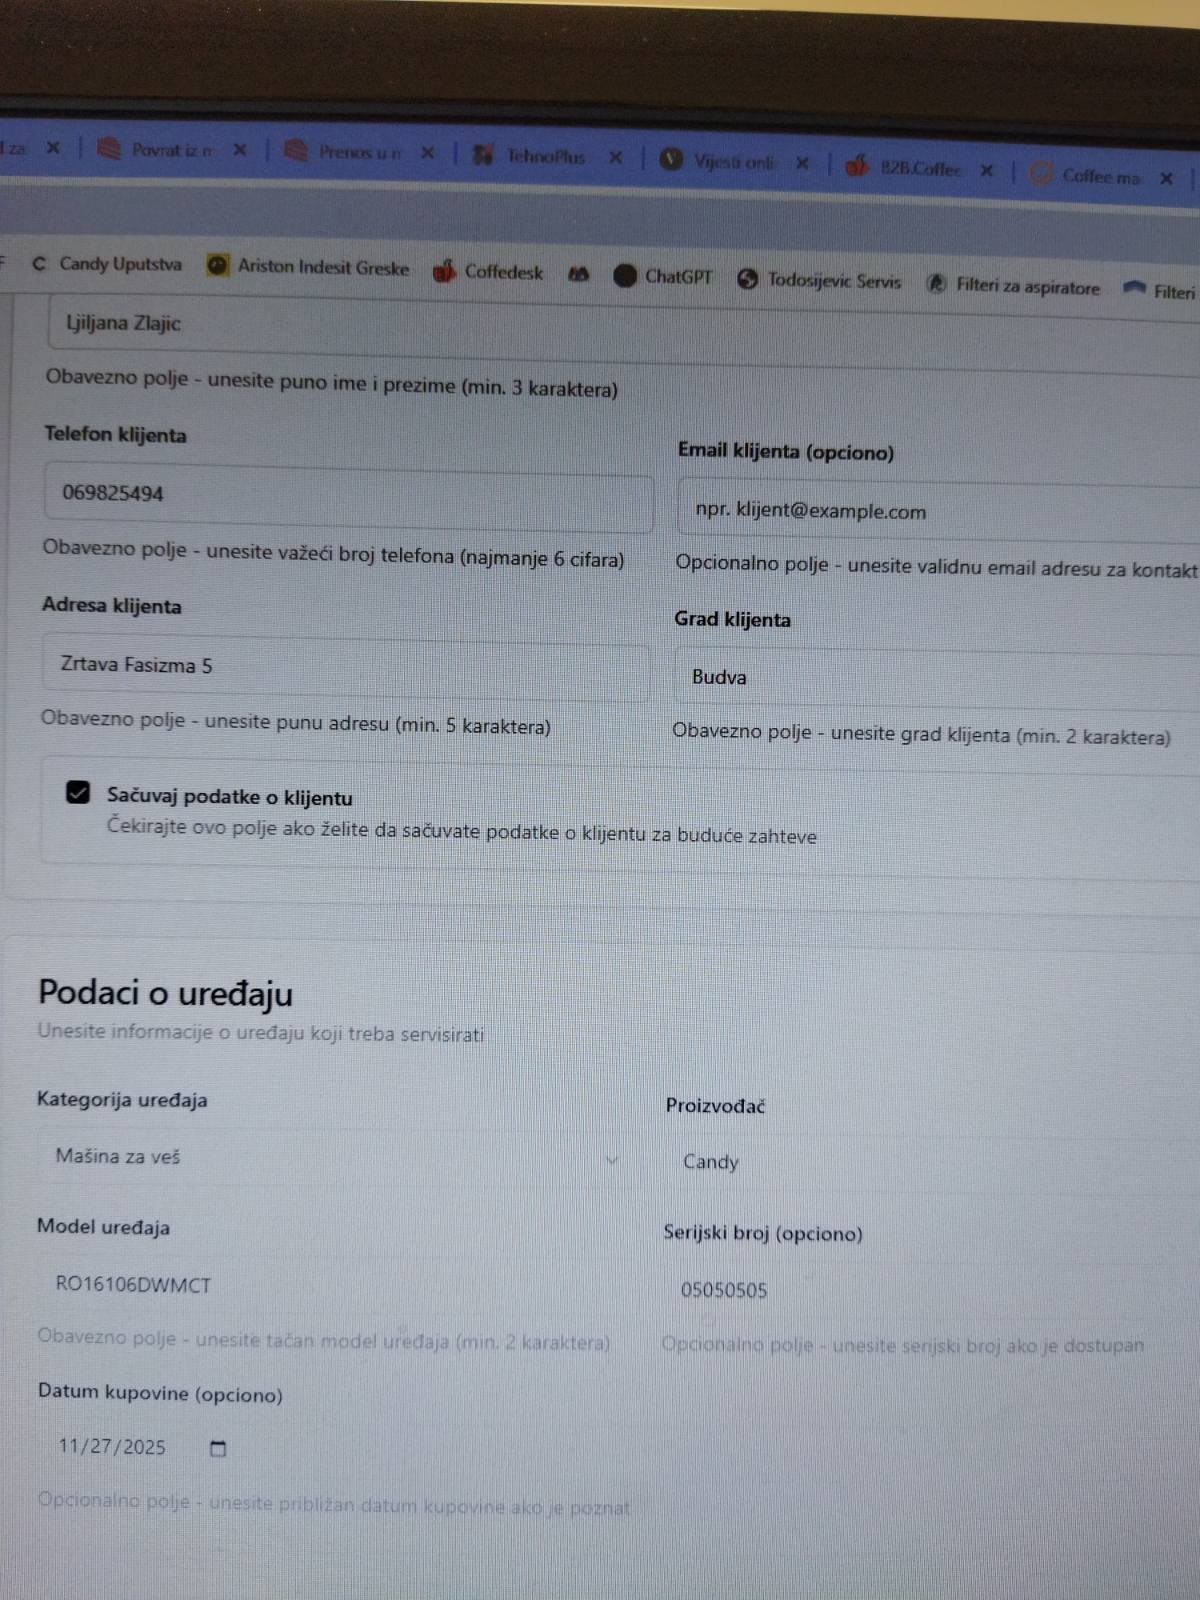 l za
Povrat iz n
Prenos u n
TehnoPlus
Vijesti onli
B2B.Coffee
Coffee ma
F
Candy Uputstva
Ariston Indesit Greske
Coffedesk
ChatGPT
Todosijevic Servis
Filteri za aspiratore
Filteri
Ljiljana Zlajic
Obavezno polje - unesite puno ime i prezime (min. 3 karaktera)
Telefon klijenta
Email klijenta (opciono)
069825494
npr. klijent@example.com
Obavezno polje - unesite važeći broj telefona (najmanje 6 cifara)
Opcionalno polje - unesite validnu email adresu za kontakt
Adresa klijenta
Grad klijenta
Zrtava Fasizma 5
Budva
Obavezno polje - unesite punu adresu (min. 5 karaktera)
Obavezno polje - unesite grad klijenta (min. 2 karaktera)
Sačuvaj podatke o klijentu
Čekirajte ovo polje ako želite da sačuvate podatke o klijentu za buduće zahteve
Podaci o uređaju
Unesite informacije o uređaju koji treba servisirati
Kategorija uređaja
Proizvođač
Mašina za veš
Candy
Model uređaja
Serijski broj (opciono)
RO16106DWMCT
05050505
Obavezno polje - unesite tačan model uređaja (min. 2 karaktera)
Opcionalno polje - unesite serijski broj ako je dostupan
Datum kupovine (opciono)
11/27/2025
Opcionalno polje - unesite približan datum kupovine ako je poznat